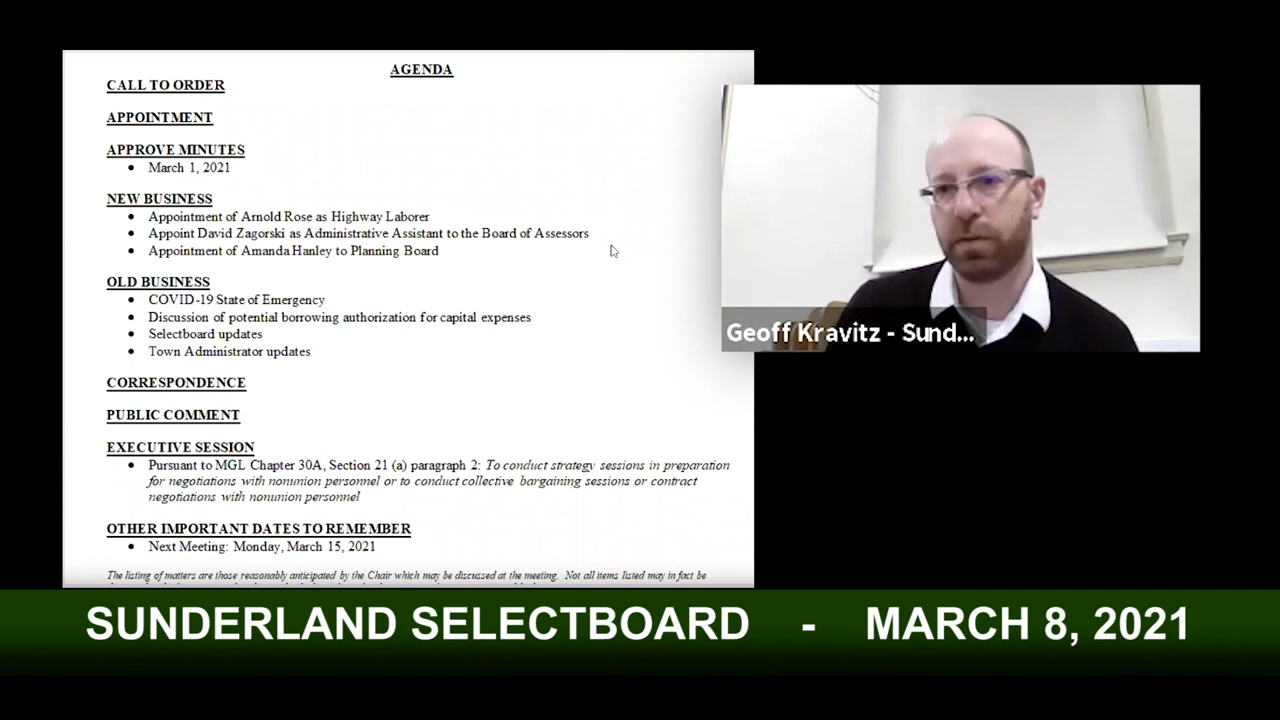 AGENDA
CALL TO ORDER
APPOINTMENT
APPROVE MINUTES
• March 1, 2021
NEW BUSINESS
• Appointment of Arnold Rose as Highway Laborer
• Appoint David Zagorski as Administrative Assistant to the Board of Assessors
• Appointment of Amanda Hanley to Planning Board
OLD BUSINESS
• COVID-19 State of Emergency
• Discussion of potential borrowing authorization for capital expenses
• Selectboard updates
• Town Administrator updates
CORRESPONDENCE
PUBLIC COMMENT
EXECUTIVE SESSION
• Pursuant to MGL Chapter 30A, Section 21 (a) paragraph 2: To conduct strategy sessions in preparation
for negotiations with nonunion personnel or to conduct collective bargaining sessions or contract
negotiations with nonunion personnel
OTHER IMPORTANT DATES TO REMEMBER
• Next Meeting: Monday, March 15, 2021
The listing of matters are those reasonably anticipated by the Chair which may be discussed at the meeting. Not all items listed may in fact be
Geoff Kravitz - Sund...
SUNDERLAND SELECTBOARD - MARCH 8, 2021